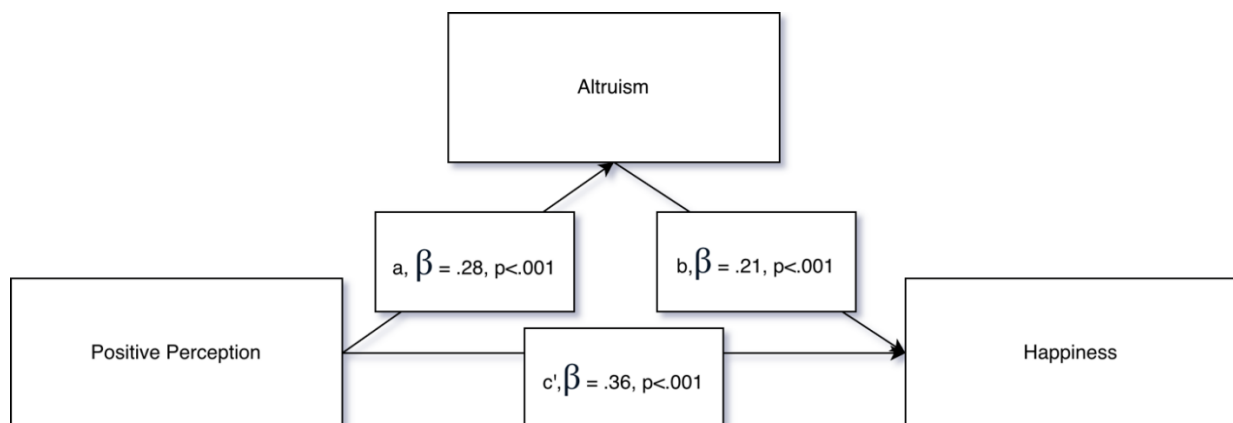 Altruism
a, β = .28, p<.001
b,β = .21, p<.001
Positive Perception
Happiness
c',β = .36, p<.001